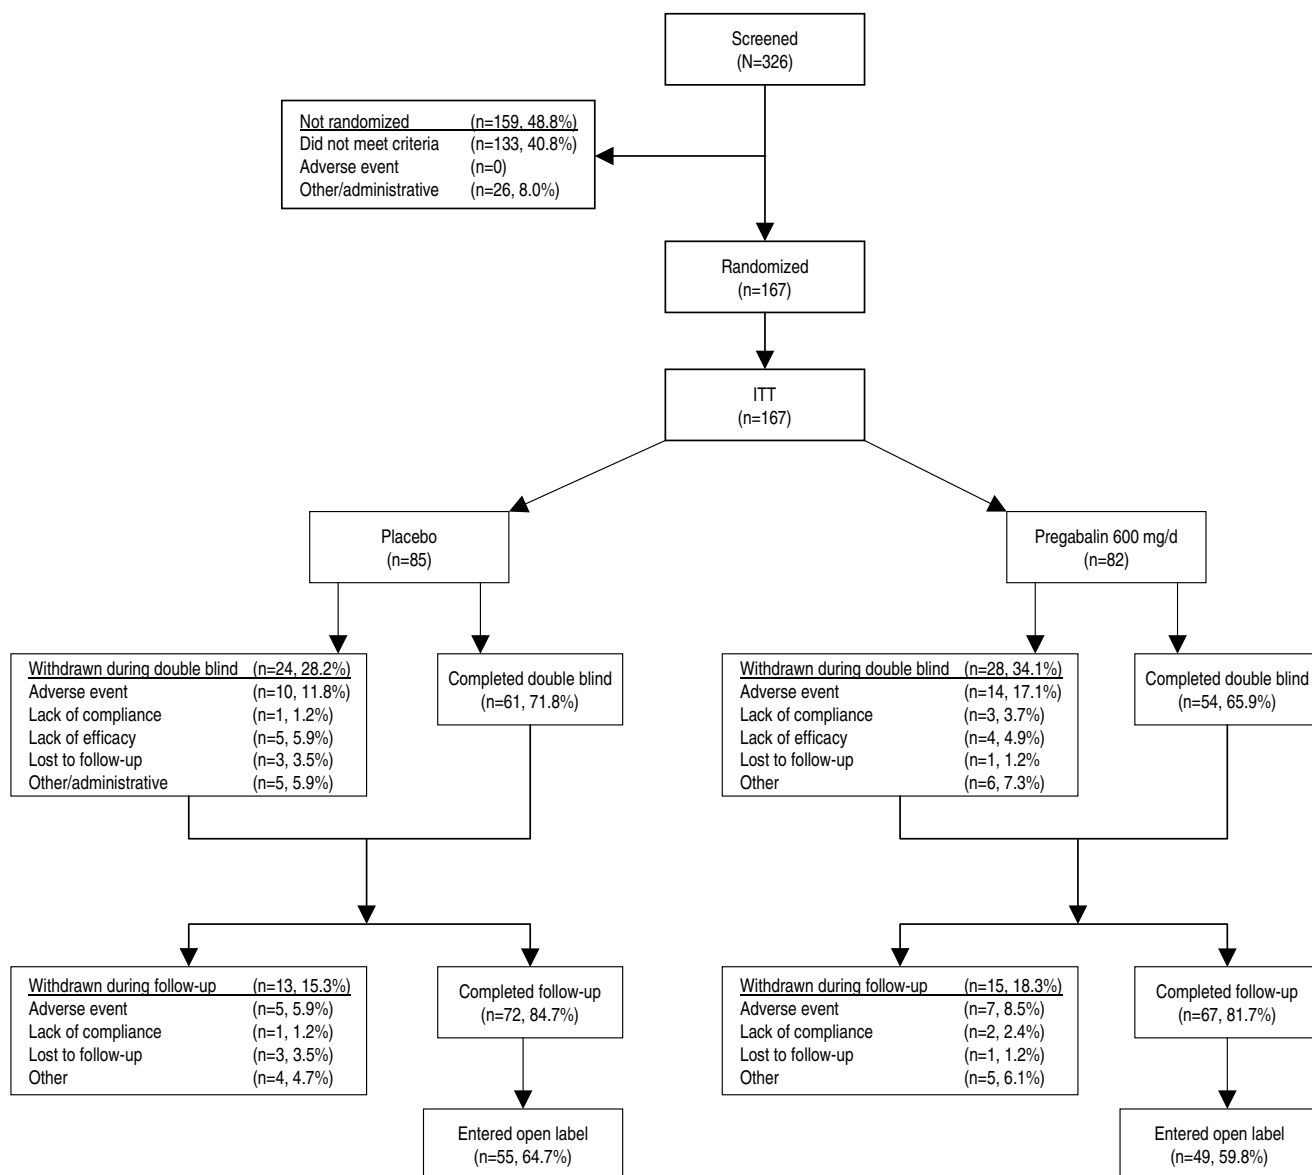 Screened
(N=326)
Not randomized (n=159, 48.8%)
Did not meet criteria (n=133, 40.8%)
Adverse event (n=0)
Other/administrative (n=26, 8.0%)
Randomized
(n=167)
ITT
(n=167)
Placebo
(n=85)
Pregabalin 600 mg/d
(n=82)
Withdrawn during double blind (n=24, 28.2%)
Adverse event (n=10, 11.8%)
Lack of compliance (n=1, 1.2%)
Lack of efficacy (n=5, 5.9%)
Lost to follow-up (n=3, 3.5%)
Other/administrative (n=5, 5.9%)
Completed double blind
(n=61, 71.8%)
Withdrawn during double blind (n=28, 34.1%)
Adverse event (n=14, 17.1%)
Lack of compliance (n=3, 3.7%)
Lack of efficacy (n=4, 4.9%)
Lost to follow-up (n=1, 1.2%
Other (n=6, 7.3%)
Completed double blind
(n=54, 65.9%)
Withdrawn during follow-up (n=13, 15.3%)
Adverse event (n=5, 5.9%)
Lack of compliance (n=1, 1.2%)
Lost to follow-up (n=3, 3.5%)
Other (n=4, 4.7%)
Completed follow-up
(n=72, 84.7%)
Withdrawn during follow-up (n=15, 18.3%)
Adverse event (n=7, 8.5%)
Lack of compliance (n=2, 2.4%)
Lost to follow-up (n=1, 1.2%)
Other (n=5, 6.1%)
Completed follow-up
(n=67, 81.7%)
Entered open label
(n=55, 64.7%)
Entered open label
(n=49, 59.8%)